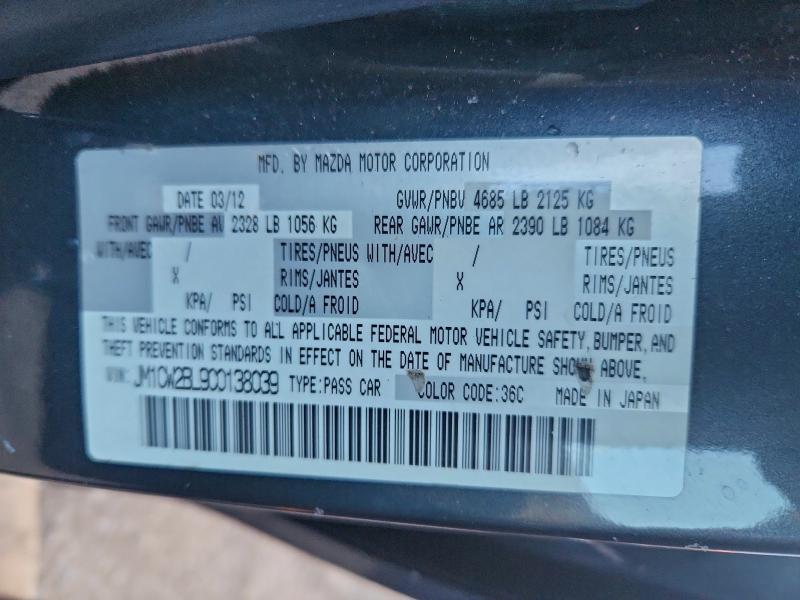 MFD. BY MAZDA MOTOR CORPORATION
DATE 03/12 GVWR/PNBV 4685 LB 2125 KG
FRONT GAWR/PNBE AV 2328 LB 1056 KG REAR GAWR/PNBE AR 2390 LB 1084 KG
WITH/AVEC / TIRES/PNEUS WITH/AVEC / TIRES/PNEUS
X RIMS/JANTES X RIMS/JANTES
KPA/ PSI COLD/A FROID KPA/ PSI COLD/A FROID
THIS VEHICLE CONFORMS TO ALL APPLICABLE FEDERAL MOTOR VEHICLE SAFETY, BUMPER, AND
THEFT PREVENTION STANDARDS IN EFFECT ON THE DATE OF MANUFACTURE SHOWN ABOVE.
VIN: JM1CW2BL9C0138039 TYPE:PASS CAR COLOR CODE:36C MADE IN JAPAN